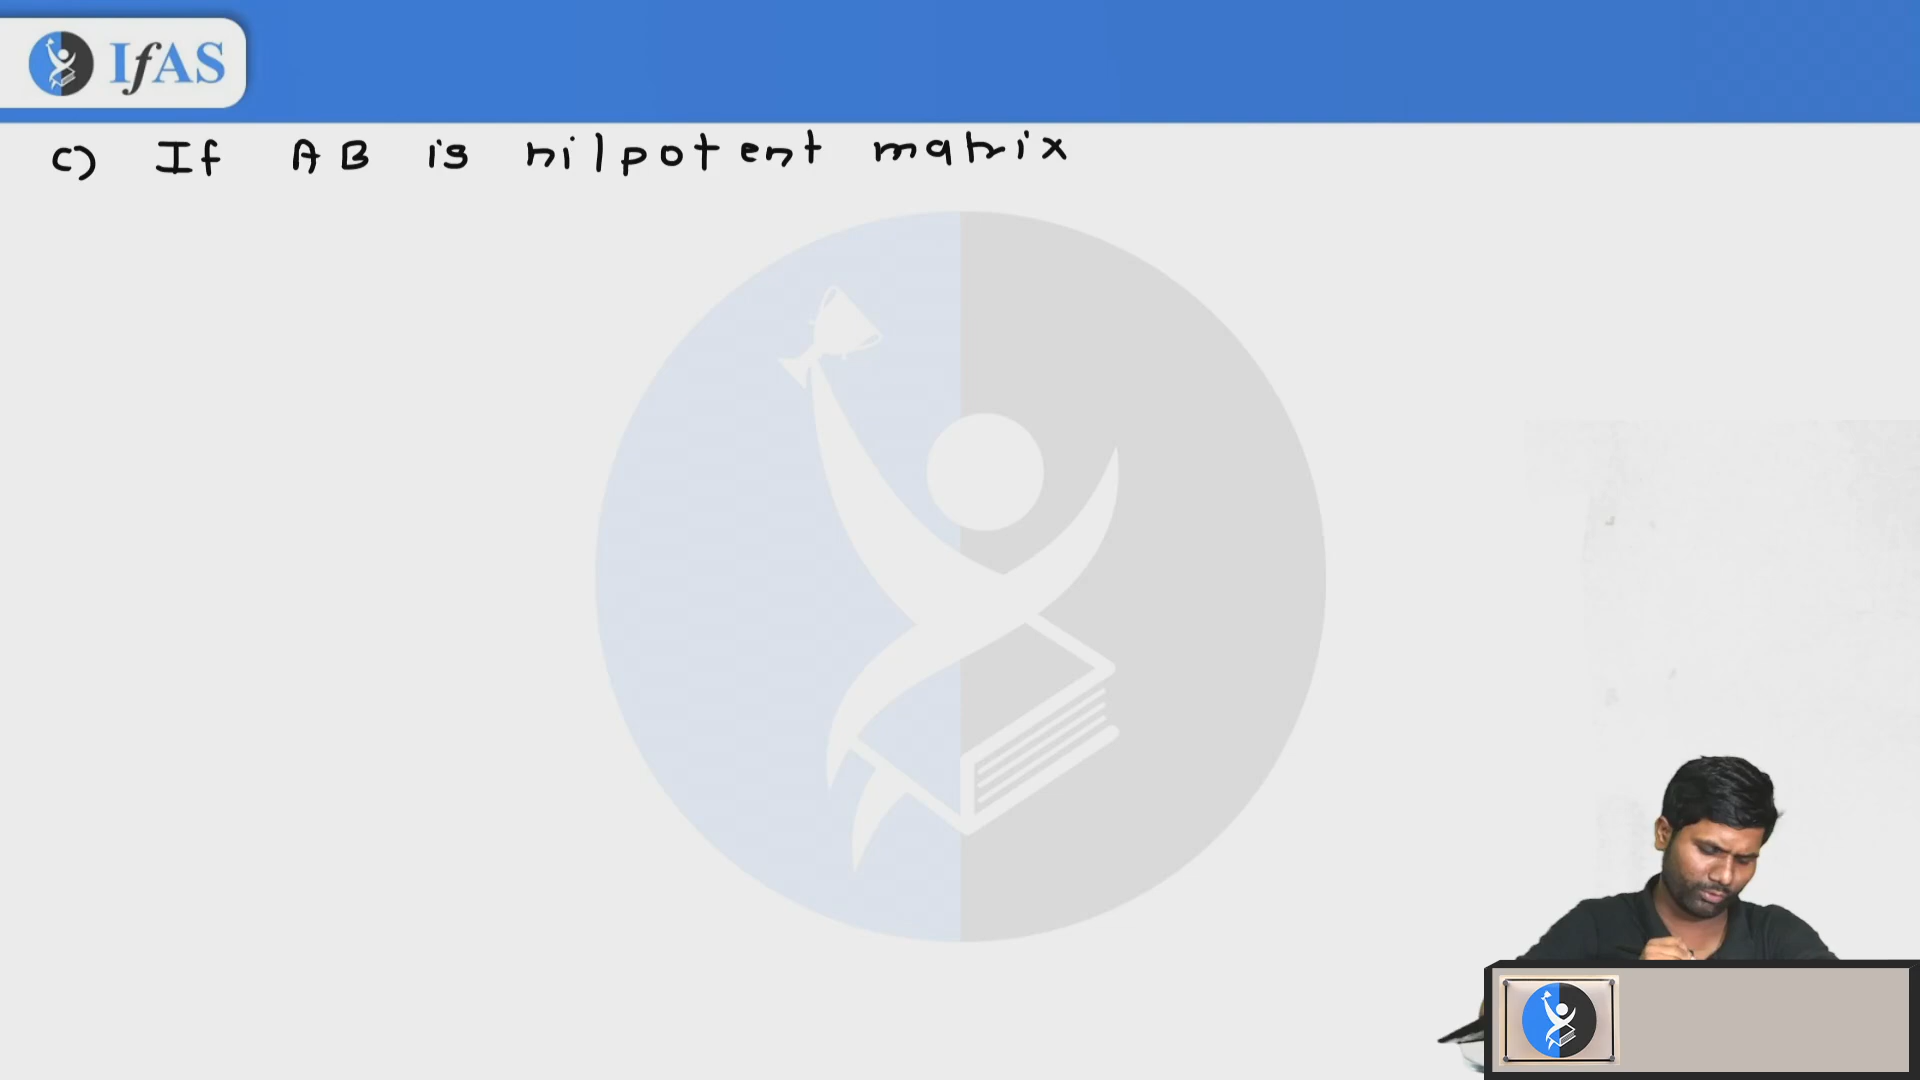 IfAS
c) If AB is nilpotent matrix